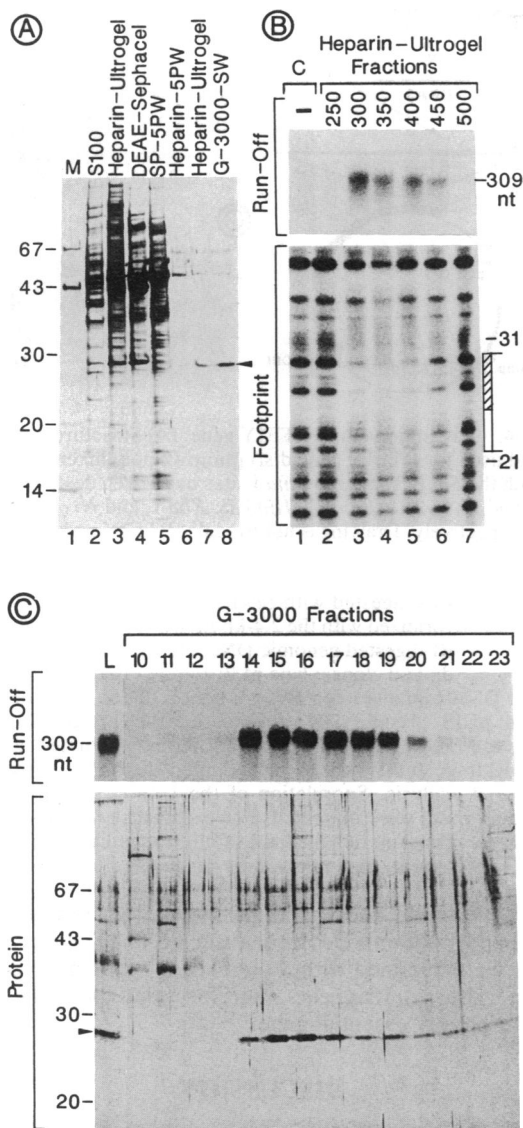 A
M
S100
Heparin–Ultrogel
DEAE-Sephacel
SP-5PW
Heparin-5PW
Heparin-Ultrogel
G-3000-SW
67–
43–
30–
20–
14–
1 2 3 4 5 6 7 8
B
Heparin–Ultrogel
Fractions
C
–
250 300 350 400 450 500
Run-Off
–309
nt
Footprint
–31
–21
1 2 3 4 5 6 7
C
G-3000 Fractions
L 10 11 12 13 14 15 16 17 18 19 20 21 22 23
Run-Off
309–
nt
Protein
67–
43–
30–
20–